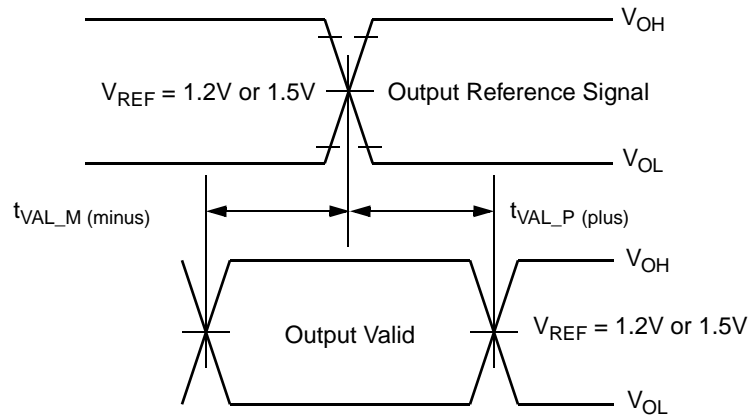 V_OH
V_REF = 1.2V or 1.5V Output Reference Signal
V_OL
t_VAL_M (minus) t_VAL_P (plus)
V_OH
Output Valid V_REF = 1.2V or 1.5V
V_OL